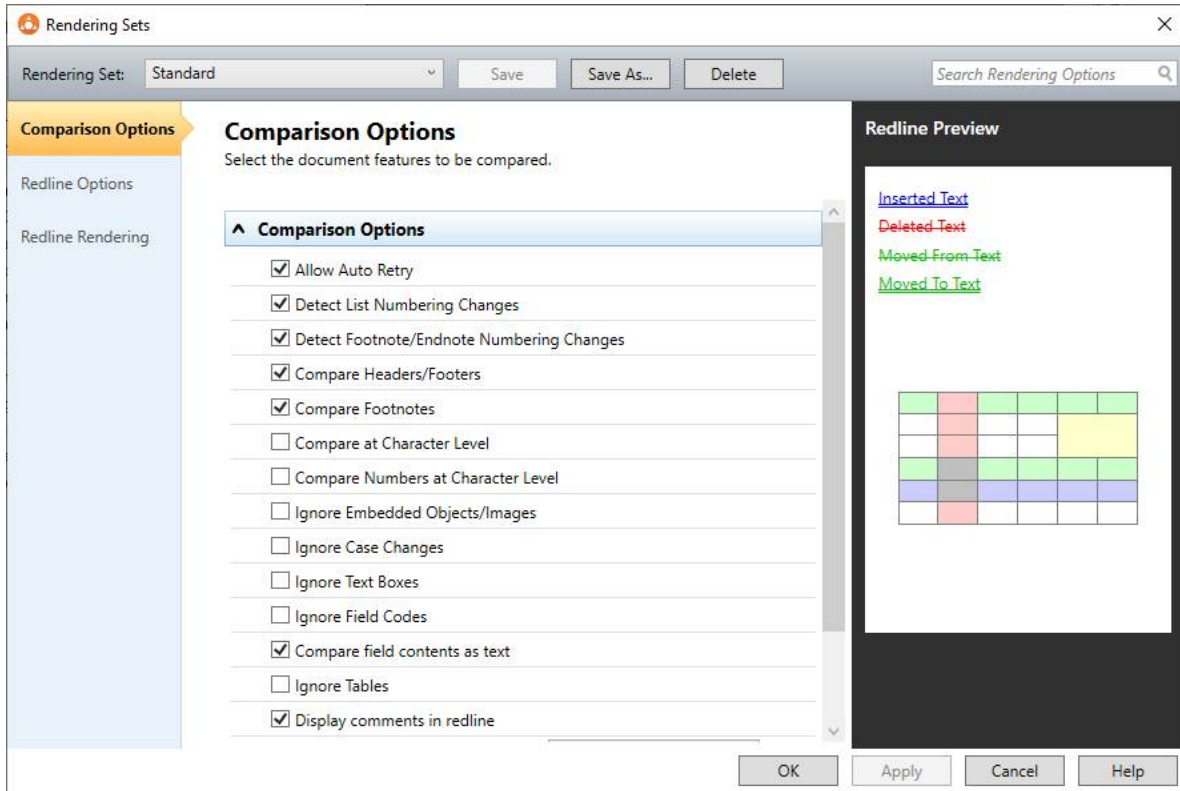 Rendering Sets
Rendering Set: Standard Save Save As... Delete Search Rendering Options
Comparison Options
Redline Options
Redline Rendering
Comparison Options
Select the document features to be compared.
Comparison Options
Allow Auto Retry
Detect List Numbering Changes
Detect Footnote/Endnote Numbering Changes
Compare Headers/Footers
Compare Footnotes
Compare at Character Level
Compare Numbers at Character Level
Ignore Embedded Objects/Images
Ignore Case Changes
Ignore Text Boxes
Ignore Field Codes
Compare field contents as text
Ignore Tables
Display comments in redline
Redline Preview
Inserted Text
Deleted Text
Moved From Text
Moved To Text
OK Apply Cancel Help